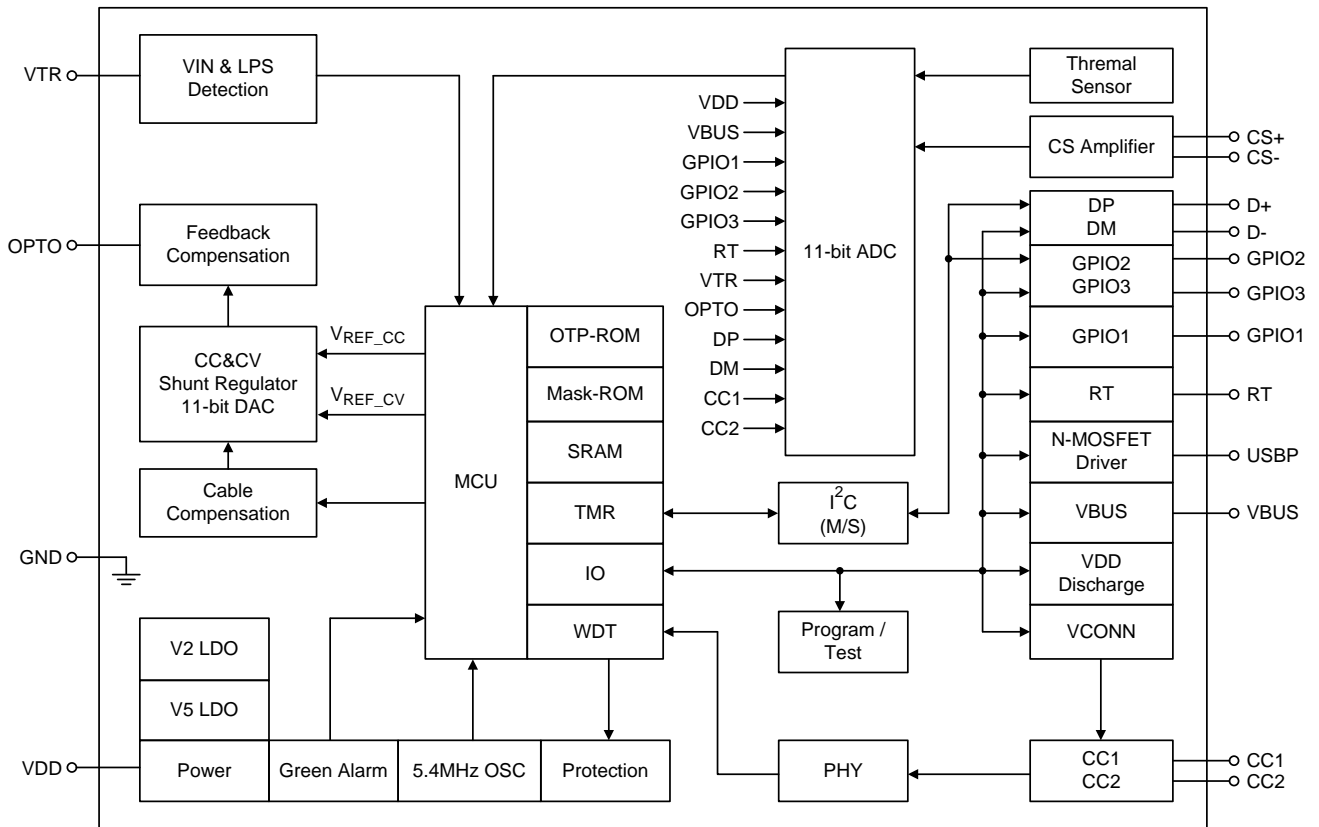 VTR
VIN & LPS
Detection
OPTO
Feedback
Compensation
CC&CV
Shunt Regulator
11-bit DAC
VREF_CC
VREF_CV
Cable
Compensation
GND
V2 LDO
V5 LDO
VDD
Power
Green Alarm
5.4MHz OSC
Protection
MCU
OTP-ROM
Mask-ROM
SRAM
TMR
IO
WDT
VDD
VBUS
GPIO1
GPIO2
GPIO3
RT
VTR
OPTO
DP
DM
CC1
CC2
11-bit ADC
I2C
(M/S)
Program /
Test
PHY
Thremal
Sensor
CS Amplifier
CS+
CS-
DP
DM
D+
D-
GPIO2
GPIO3
GPIO2
GPIO3
GPIO1
GPIO1
RT
RT
N-MOSFET
Driver
USBP
VBUS
VBUS
VDD
Discharge
VCONN
CC1
CC2
CC1
CC2